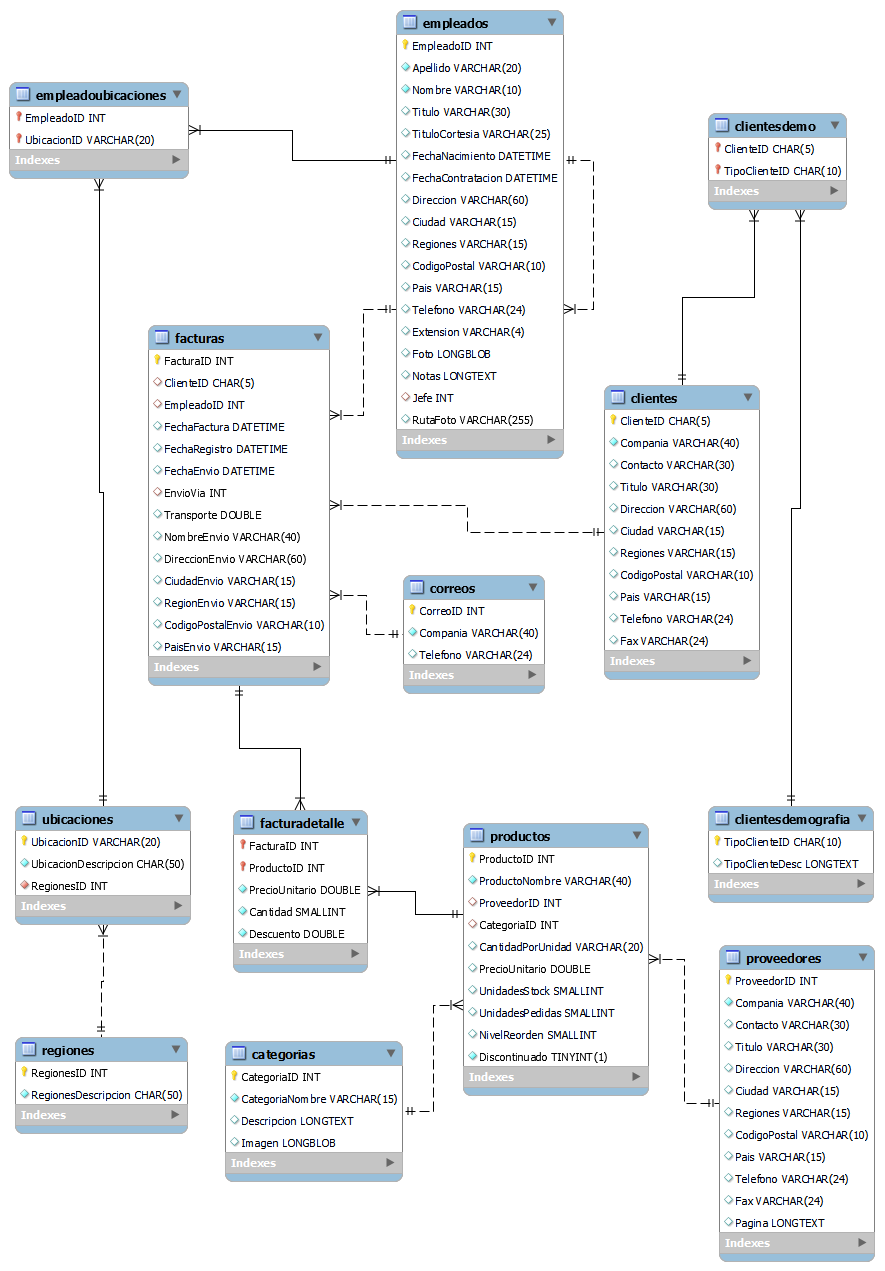 empleados
EmpleadoID INT
Apellido VARCHAR(20)
Nombre VARCHAR(10)
Titulo VARCHAR(30)
TituloCortesia VARCHAR(25)
FechaNacimiento DATETIME
FechaContratacion DATETIME
Direccion VARCHAR(60)
Ciudad VARCHAR(15)
Regiones VARCHAR(15)
CodigoPostal VARCHAR(10)
Pais VARCHAR(15)
Telefono VARCHAR(24)
Extension VARCHAR(4)
Foto LONGBLOB
Notas LONGTEXT
Jefe INT
RutaFoto VARCHAR(255)
Indexes
empleadoubicaciones
EmpleadoID INT
UbicacionID VARCHAR(20)
Indexes
clientesdemo
ClienteID CHAR(5)
TipoClienteID CHAR(10)
Indexes
facturas
FacturaID INT
ClienteID CHAR(5)
EmpleadoID INT
FechaFactura DATETIME
FechaRegistro DATETIME
FechaEnvio DATETIME
EnvioVia INT
Transporte DOUBLE
NombreEnvio VARCHAR(40)
DireccionEnvio VARCHAR(60)
CiudadEnvio VARCHAR(15)
RegionEnvio VARCHAR(15)
CodigoPostalEnvio VARCHAR(10)
PaisEnvio VARCHAR(15)
Indexes
clientes
ClienteID CHAR(5)
Compania VARCHAR(40)
Contacto VARCHAR(30)
Titulo VARCHAR(30)
Direccion VARCHAR(60)
Ciudad VARCHAR(15)
Regiones VARCHAR(15)
CodigoPostal VARCHAR(10)
Pais VARCHAR(15)
Telefono VARCHAR(24)
Fax VARCHAR(24)
Indexes
correos
CorreoID INT
Compania VARCHAR(40)
Telefono VARCHAR(24)
Indexes
ubicaciones
UbicacionID VARCHAR(20)
UbicacionDescripcion CHAR(50)
RegionesID INT
Indexes
facturadetalle
FacturaID INT
ProductoID INT
PrecioUnitario DOUBLE
Cantidad SMALLINT
Descuento DOUBLE
Indexes
productos
ProductoID INT
ProductoNombre VARCHAR(40)
ProveedorID INT
CategoriaID INT
CantidadPorUnidad VARCHAR(20)
PrecioUnitario DOUBLE
UnidadesStock SMALLINT
UnidadesPedidas SMALLINT
NivelReorden SMALLINT
Discontinuado TINYINT(1)
Indexes
clientesdemografia
TipoClienteID CHAR(10)
TipoClienteDesc LONGTEXT
Indexes
proveedores
ProveedorID INT
Compania VARCHAR(40)
Contacto VARCHAR(30)
Titulo VARCHAR(30)
Direccion VARCHAR(60)
Ciudad VARCHAR(15)
Regiones VARCHAR(15)
CodigoPostal VARCHAR(10)
Pais VARCHAR(15)
Telefono VARCHAR(24)
Fax VARCHAR(24)
Pagina LONGTEXT
Indexes
regiones
RegionesID INT
RegionesDescripcion CHAR(50)
Indexes
categorias
CategoriaID INT
CategoriaNombre VARCHAR(15)
Descripcion LONGTEXT
Imagen LONGBLOB
Indexes